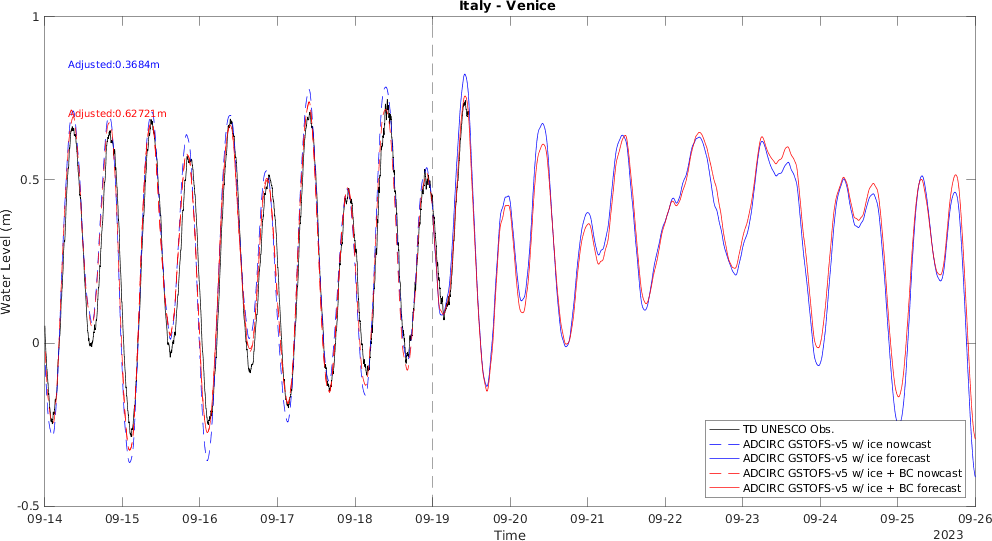 Italy - Venice
Water Level (m)
1
0.5
0
-0.5
Adjusted:0.3684m
Adjusted:0.62721m
TD UNESCO Obs.
ADCIRC GSTOFS-v5 w/ ice nowcast
ADCIRC GSTOFS-v5 w/ ice forecast
ADCIRC GSTOFS-v5 w/ ice + BC nowcast
ADCIRC GSTOFS-v5 w/ ice + BC forecast
09-14 09-15 09-16 09-17 09-18 09-19 09-20 09-21 09-22 09-23 09-24 09-25 09-26
Time
2023